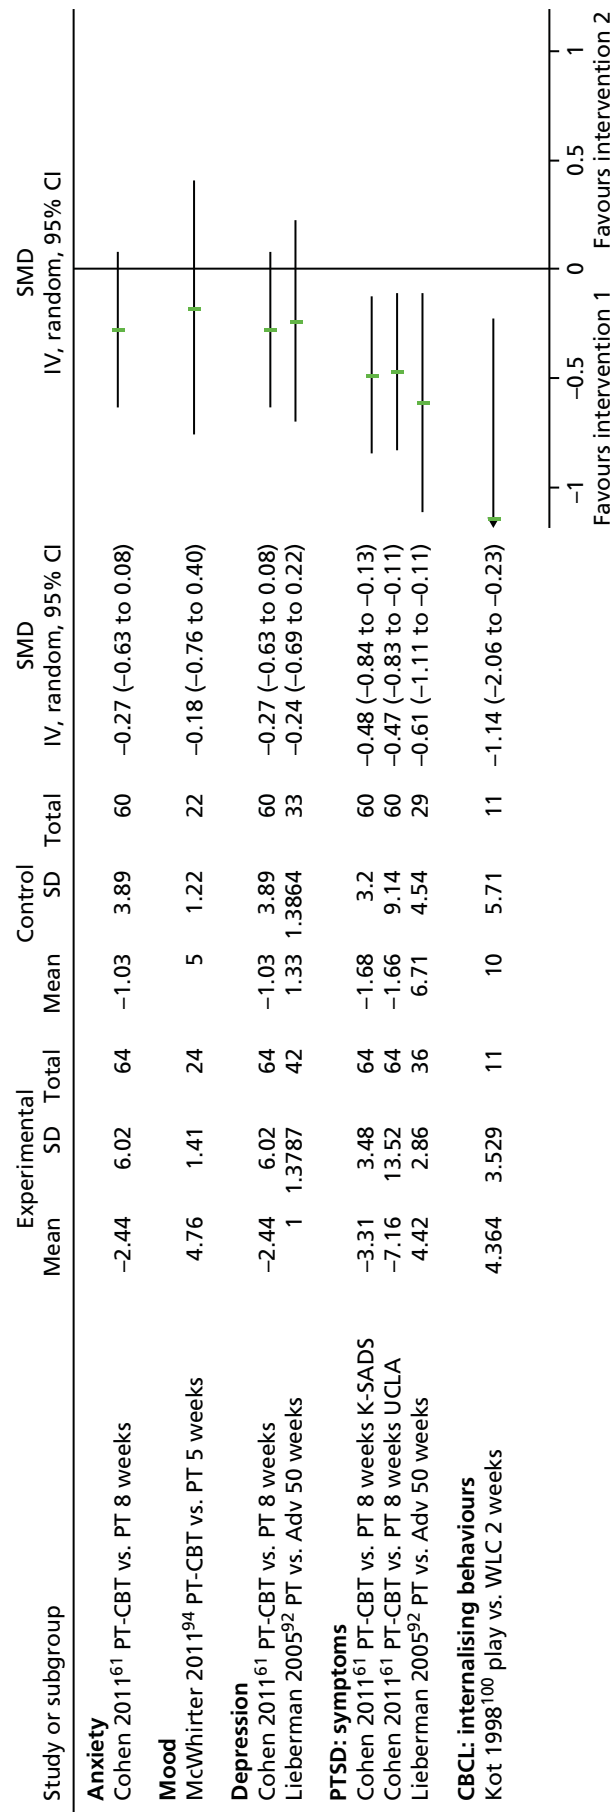 Experimental Control SMD SMD
Study or subgroup Mean SD Total Mean SD Total IV, random, 95% CI IV, random, 95% CI
Anxiety
Cohen 2011⁶¹ PT-CBT vs. PT 8 weeks −2.44 6.02 64 −1.03 3.89 60 −0.27 (−0.63 to 0.08)
Mood
McWhirter 2011⁹⁴ PT-CBT vs. PT 5 weeks 4.76 1.41 24 5 1.22 22 −0.18 (−0.76 to 0.40)
Depression
Cohen 2011⁶¹ PT-CBT vs. PT 8 weeks −2.44 6.02 64 −1.03 3.89 60 −0.27 (−0.63 to 0.08)
Lieberman 2005⁹² PT vs. Adv 50 weeks 1 1.3787 42 1.33 1.3864 33 −0.24 (−0.69 to 0.22)
PTSD: symptoms
Cohen 2011⁶¹ PT-CBT vs. PT 8 weeks K-SADS −3.31 3.48 64 −1.68 3.2 60 −0.48 (−0.84 to −0.13)
Cohen 2011⁶¹ PT-CBT vs. PT 8 weeks UCLA −7.16 13.52 64 −1.66 9.14 60 −0.47 (−0.83 to −0.11)
Lieberman 2005⁹² PT vs. Adv 50 weeks 4.42 2.86 36 6.71 4.54 29 −0.61 (−1.11 to −0.11)
CBCL: internalising behaviours
Kot 1998¹⁰⁰ play vs. WLC 2 weeks 4.364 3.529 11 10 5.71 11 −1.14 (−2.06 to −0.23)
−1 −0.5 0 0.5 1
Favours intervention 1 Favours intervention 2